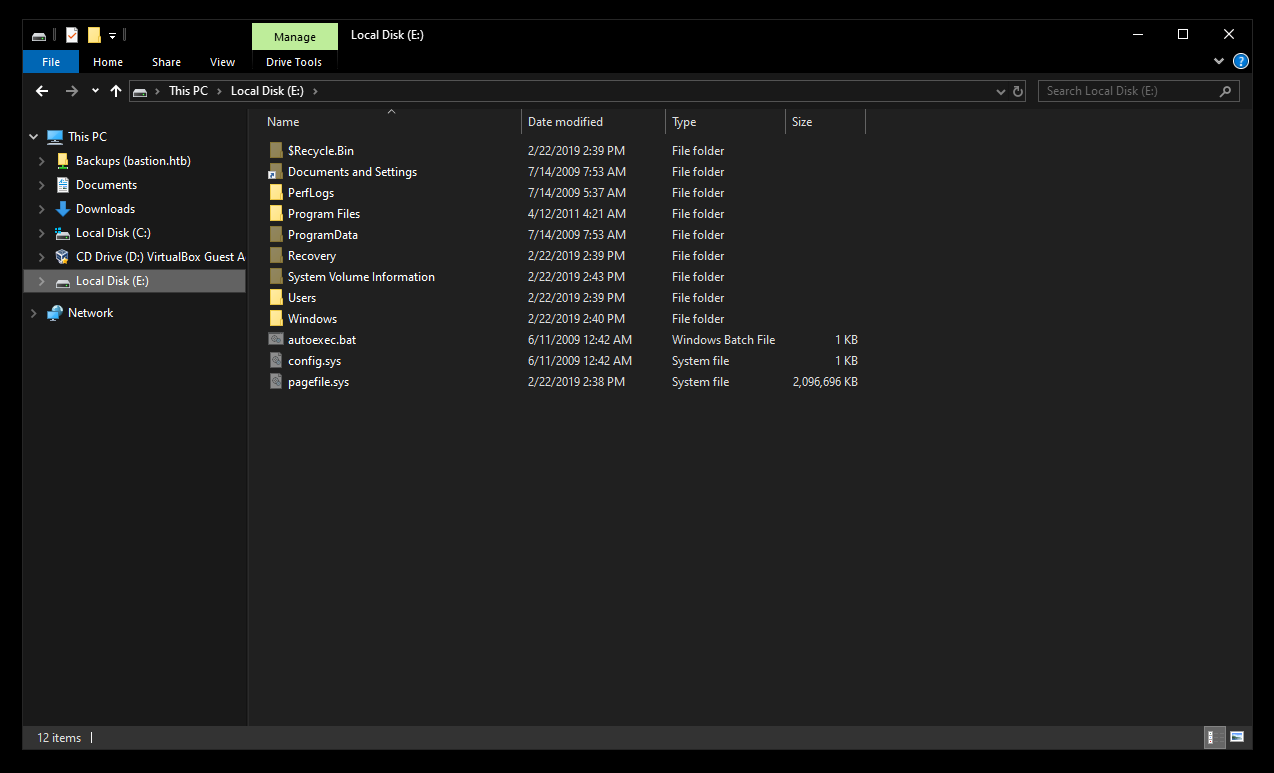 Manage Local Disk (E:)
File Home Share View Drive Tools
This PC Local Disk (E:) Search Local Disk (E:)
Name Date modified Type Size
This PC
Backups (bastion.htb)
Documents
Downloads
Local Disk (C:)
CD Drive (D:) VirtualBox Guest A
Local Disk (E:)
Network
$Recycle.Bin 2/22/2019 2:39 PM File folder
Documents and Settings 7/14/2009 7:53 AM File folder
PerfLogs 7/14/2009 5:37 AM File folder
Program Files 4/12/2011 4:21 AM File folder
ProgramData 7/14/2009 7:53 AM File folder
Recovery 2/22/2019 2:39 PM File folder
System Volume Information 2/22/2019 2:43 PM File folder
Users 2/22/2019 2:39 PM File folder
Windows 2/22/2019 2:40 PM File folder
autoexec.bat 6/11/2009 12:42 AM Windows Batch File 1 KB
config.sys 6/11/2009 12:42 AM System file 1 KB
pagefile.sys 2/22/2019 2:38 PM System file 2,096,696 KB
12 items